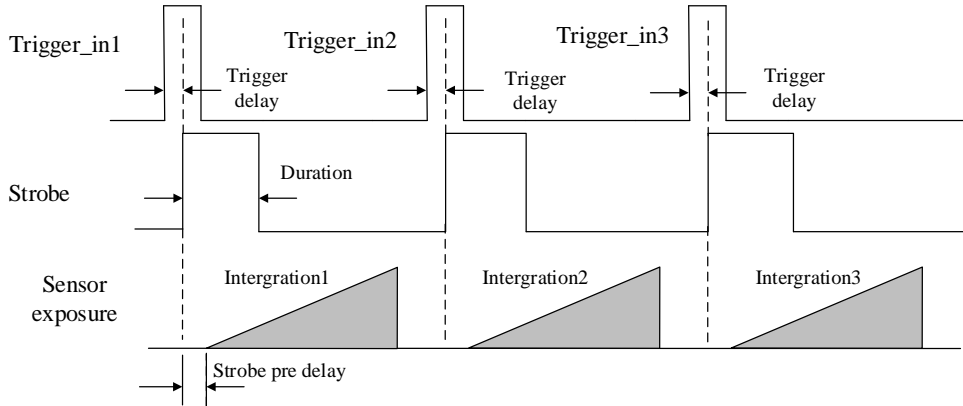 Trigger_in1
Trigger_in2
Trigger_in3
Trigger
delay
Trigger
delay
Trigger
delay
Strobe
Duration
Sensor
exposure
Intergration1
Intergration2
Intergration3
Strobe pre delay